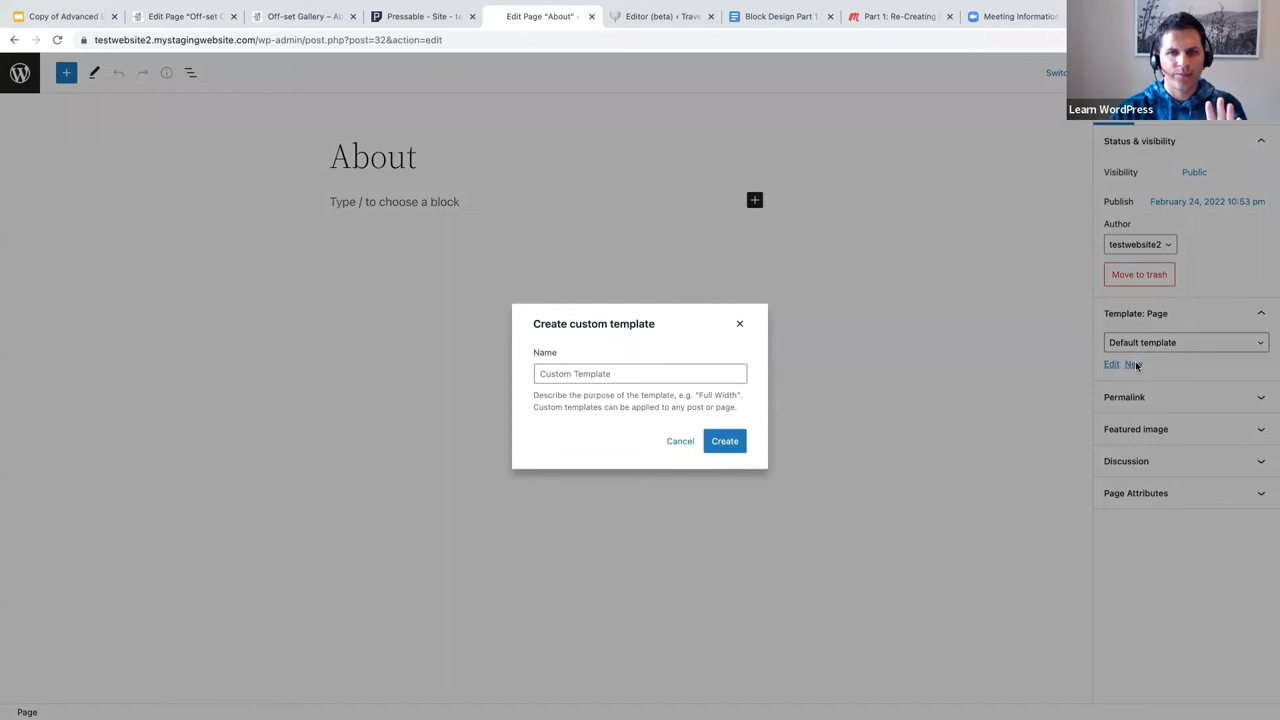 Copy of Advanced E
Edit Page "Off-set G
Off-set Gallery – Ab
Pressable - Site - te
Edit Page "About" ‹
Editor (beta) ‹ Trave
Block Design Part 1
Part 1: Re-Creating
Meeting Information
testwebsite2.mystagingwebsite.com/wp-admin/post.php?post=32&action=edit
Learn WordPress
About
Type / to choose a block
Status & visibility
Visibility Public
Publish February 24, 2022 10:53 pm
Author
testwebsite2
Move to trash
Template: Page
Default template
Edit New
Permalink
Featured image
Discussion
Page Attributes
Create custom template
Name
Custom Template
Describe the purpose of the template, e.g. "Full Width".
Custom templates can be applied to any post or page.
Cancel Create
Page